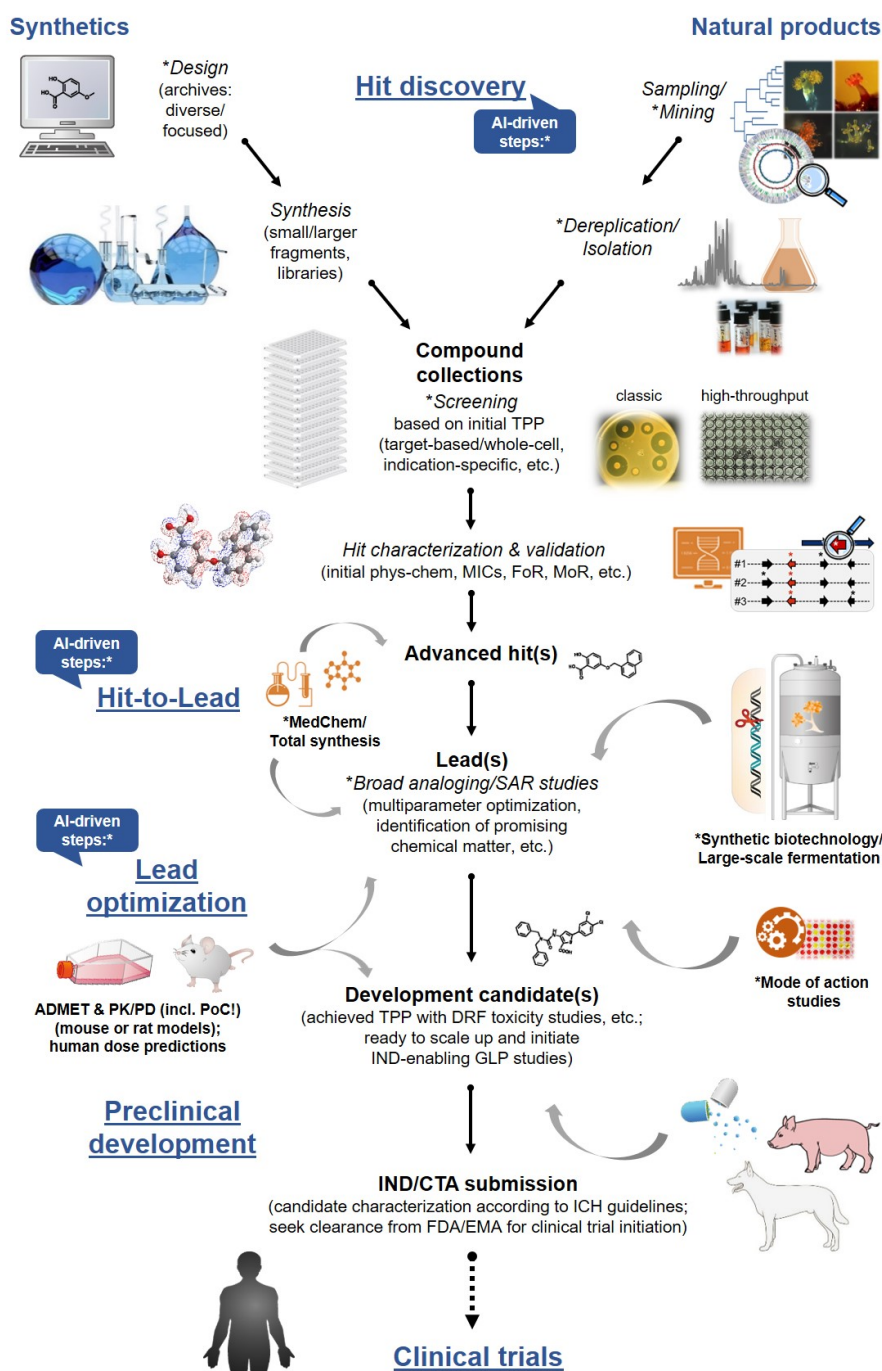 Synthetics
Natural products
*Design
(archives:
diverse/
focused)
Hit discovery
AI-driven
steps:*
Sampling/
*Mining
Synthesis
(small/larger
fragments,
libraries)
*Dereplication/
Isolation
Compound
collections
*Screening
based on initial TPP
(target-based/whole-cell,
indication-specific, etc.)
classic
high-throughput
Hit characterization & validation
(initial phys-chem, MICs, FoR, MoR, etc.)
#1
#2
#3
AI-driven
steps:*
Hit-to-Lead
*MedChem/
Total synthesis
Advanced hit(s)
Lead(s)
*Broad analoging/SAR studies
(multiparameter optimization,
identification of promising
chemical matter, etc.)
*Synthetic biotechnology/
Large-scale fermentation
AI-driven
steps:*
Lead
optimization
ADMET & PK/PD (incl. PoC!)
(mouse or rat models);
human dose predictions
*Mode of action
studies
Development candidate(s)
(achieved TPP with DRF toxicity studies, etc.;
ready to scale up and initiate
IND-enabling GLP studies)
Preclinical
development
IND/CTA submission
(candidate characterization according to ICH guidelines;
seek clearance from FDA/EMA for clinical trial initiation)
Clinical trials